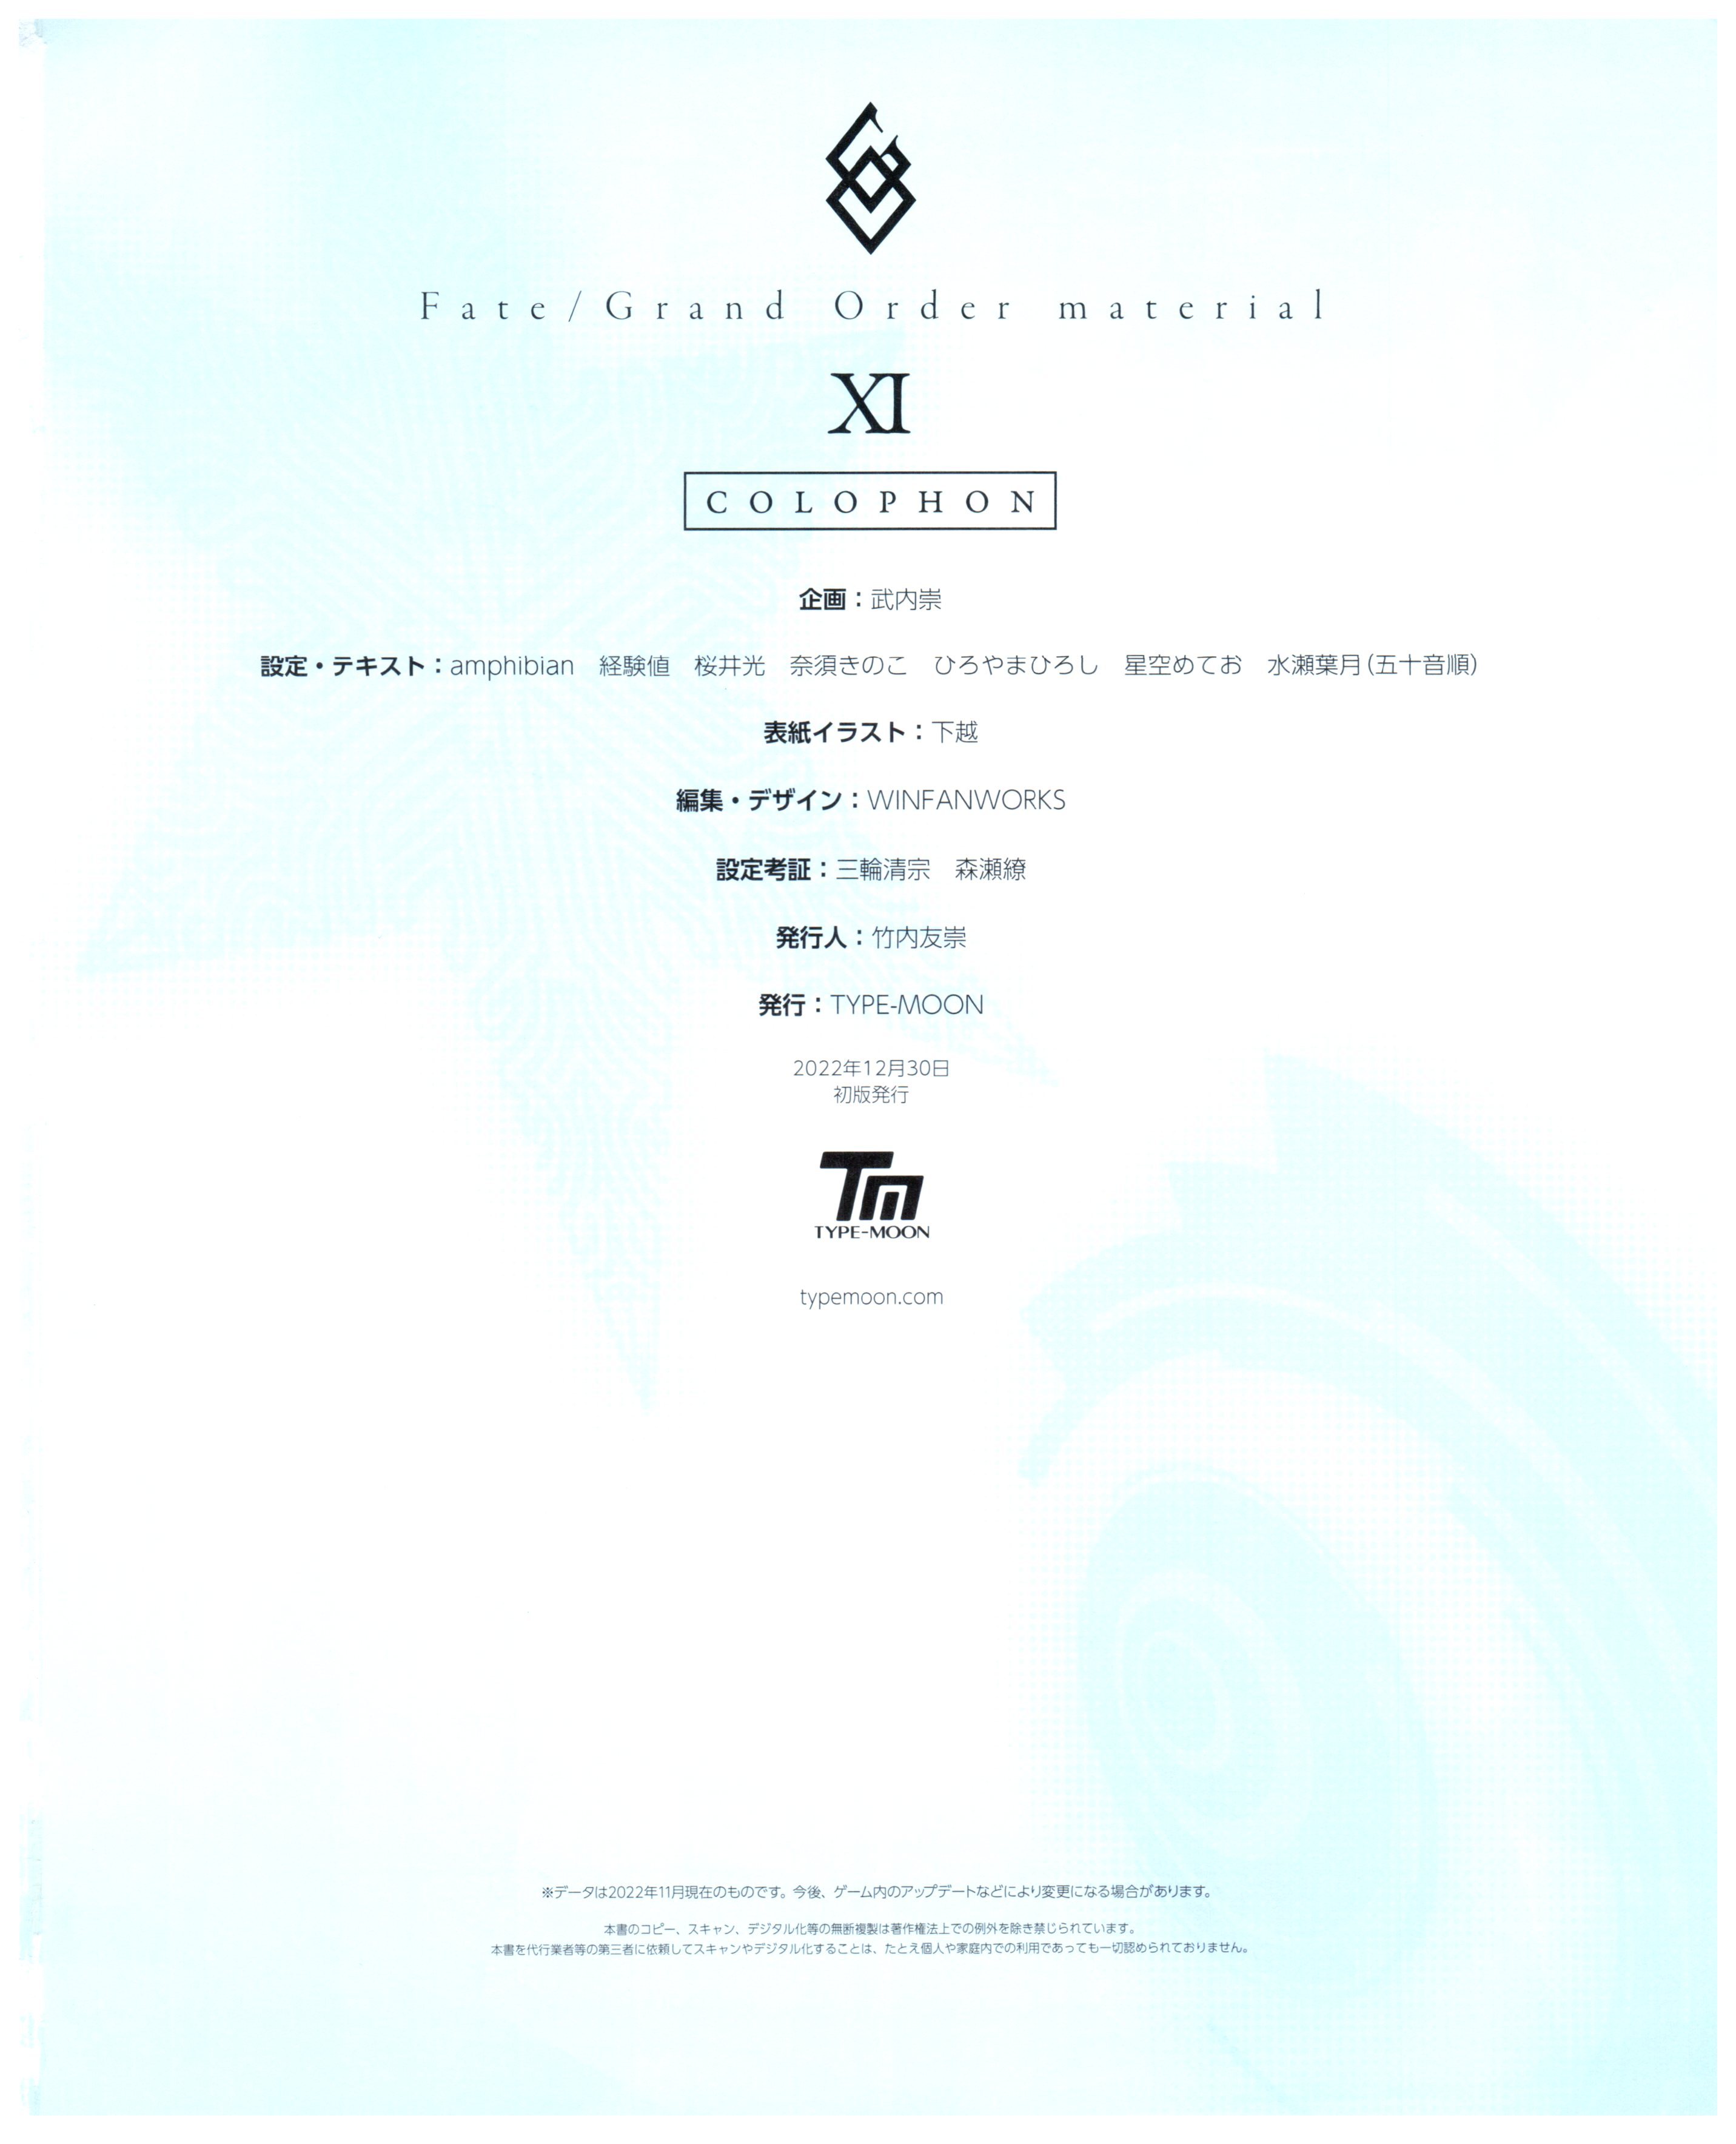 Fate/Grand Order material
XI
COLOPHON
企画：武内崇
設定・テキスト：amphibian　経験値　桜井光　奈須きのこ　ひろやまひろし　星空めてお　水瀬葉月（五十音順）
表紙イラスト：下越
編集・デザイン：WINFANWORKS
設定考証：三輪清宗　森瀬繚
発行人：竹内友崇
発行：TYPE-MOON
2022年12月30日
初版発行
TM
TYPE-MOON
typemoon.com
※データは2022年11月現在のものです。今後、ゲーム内のアップデートなどにより変更になる場合があります。
本書のコピー、スキャン、デジタル化等の無断複製は著作権法上での例外を除き禁じられています。
本書を代行業者等の第三者に依頼してスキャンやデジタル化することは、たとえ個人や家庭内での利用であっても一切認められておりません。